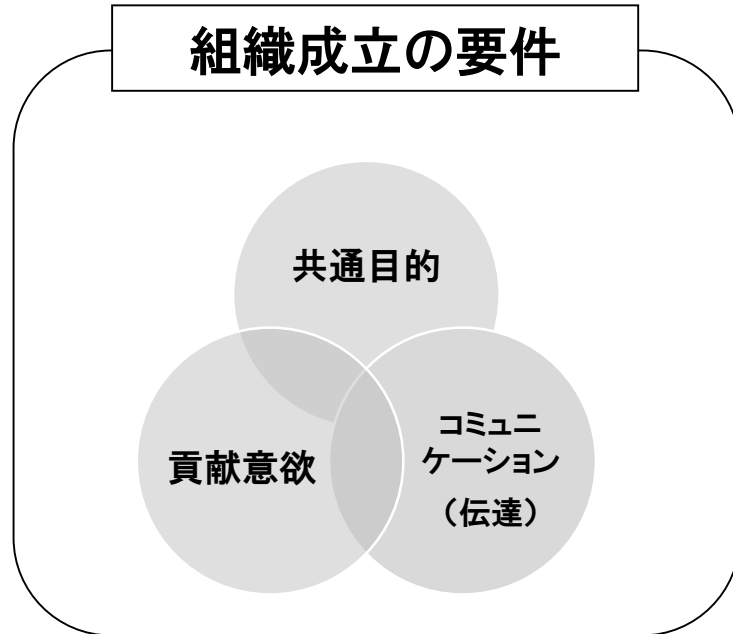 組織成立の要件
共通目的
貢献意欲
コミュニ
ケーション
（伝達）